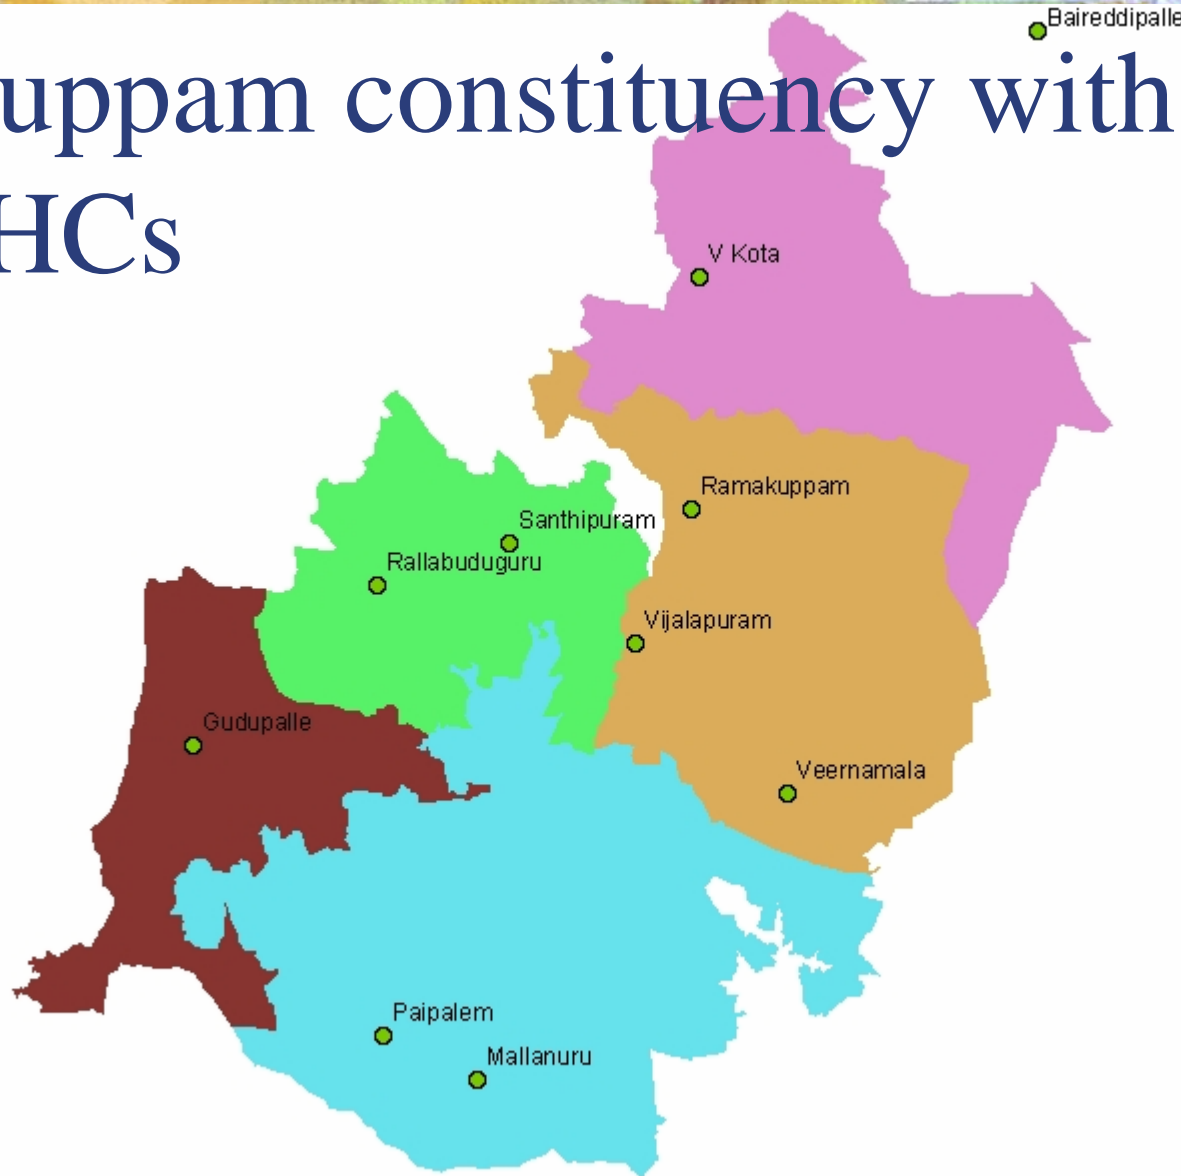 Baireddipalle
uppam constituency with
HCs
V Kota
Ramakuppam
Santhipuram
Rallabuduguru
Vijalapuram
Gudupalle
Veernamala
Paipalem
Mallanuru